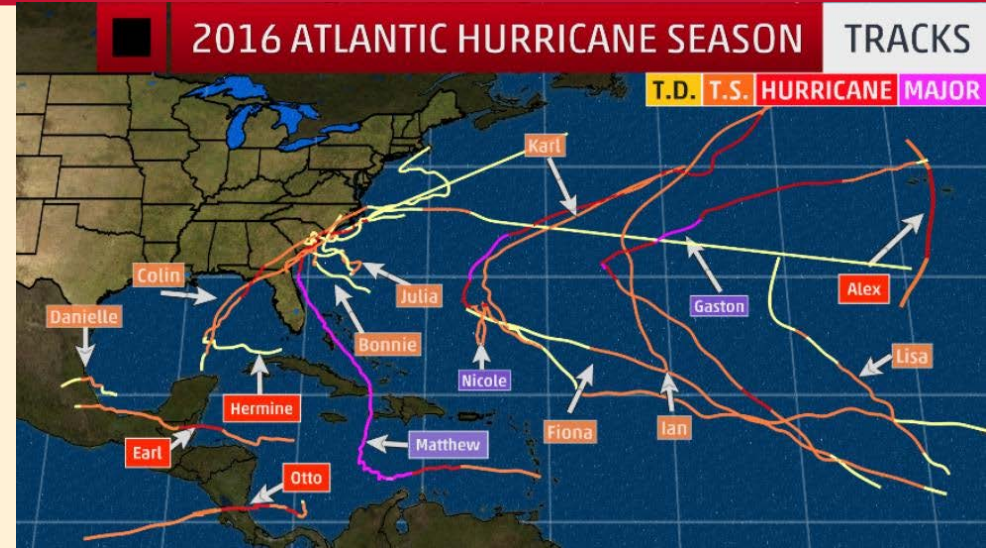 2016 ATLANTIC HURRICANE SEASON TRACKS
T.D. T.S. HURRICANE MAJOR
Karl
Colin
Julia
Alex
Danielle
Gaston
Bonnie
Lisa
Nicole
Hermine
Fiona
Ian
Earl
Matthew
Otto